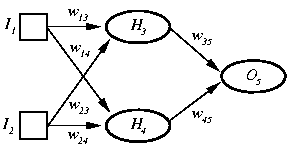 I₁ w₁₃ H₃ w₃₅
w₁₄
O₅
w₂₃
I₂ w₂₄ H₄ w₄₅